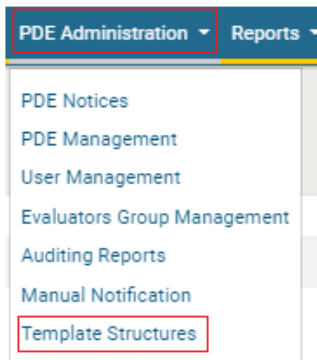 PDE Administration Reports
PDE Notices
PDE Management
User Management
Evaluators Group Management
Auditing Reports
Manual Notification
Template Structures